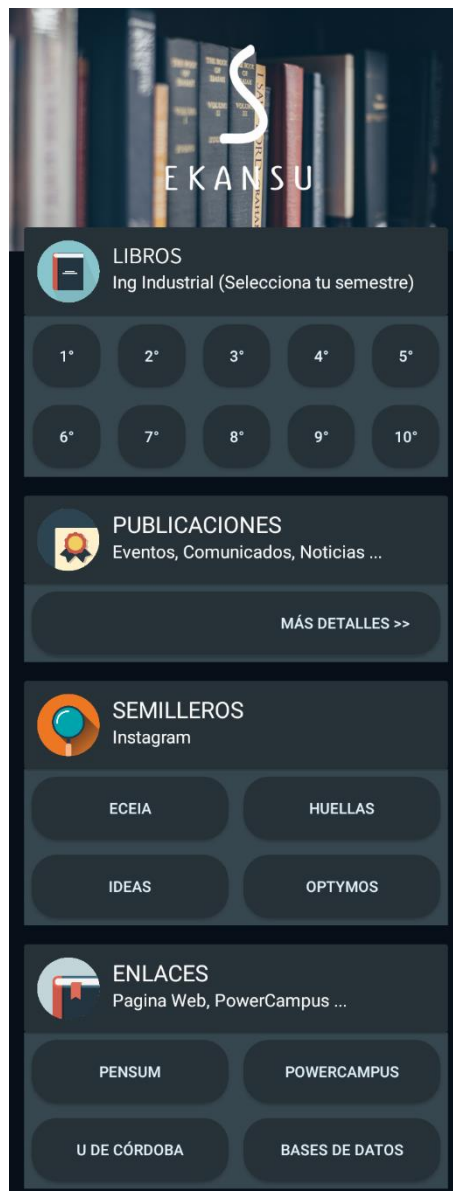 EKANSU
LIBROS
Ing Industrial (Selecciona tu semestre)
1° 2° 3° 4° 5°
6° 7° 8° 9° 10°
PUBLICACIONES
Eventos, Comunicados, Noticias ...
MÁS DETALLES >>
SEMILLEROS
Instagram
ECEIA HUELLAS
IDEAS OPTYMOS
ENLACES
Pagina Web, PowerCampus ...
PENSUM POWERCAMPUS
U DE CÓRDOBA BASES DE DATOS